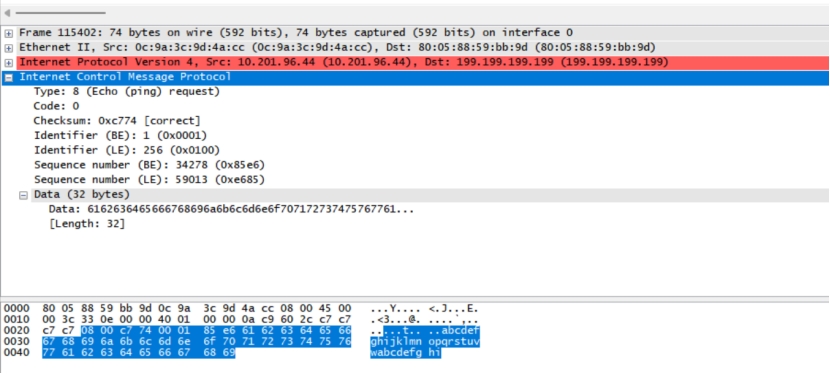 Frame 115402: 74 bytes on wire (592 bits), 74 bytes captured (592 bits) on interface 0
Ethernet II, Src: 0c:9a:3c:9d:4a:cc (0c:9a:3c:9d:4a:cc), Dst: 80:05:88:59:bb:9d (80:05:88:59:bb:9d)
Internet Protocol Version 4, Src: 10.201.96.44 (10.201.96.44), Dst: 199.199.199.199 (199.199.199.199)
Internet Control Message Protocol
Type: 8 (Echo (ping) request)
Code: 0
Checksum: 0xc774 [correct]
Identifier (BE): 1 (0x0001)
Identifier (LE): 256 (0x0100)
Sequence number (BE): 34278 (0x85e6)
Sequence number (LE): 59013 (0xe685)
Data (32 bytes)
Data: 6162636465666768696a6b6c6d6e6f707172737475767761...
[Length: 32]
0000 80 05 88 59 bb 9d 0c 9a 3c 9d 4a cc 08 00 45 00 ...Y.... <.J...E.
0010 00 3c 33 0e 00 00 40 01 00 00 0a c9 60 2c c7 c7 .<3...@. ....`,..
0020 c7 c7 08 00 c7 74 00 01 85 e6 61 62 63 64 65 66 .....t.. ..abcdef
0030 67 68 69 6a 6b 6c 6d 6e 6f 70 71 72 73 74 75 76 ghijklmn opqrstuv
0040 77 61 62 63 64 65 66 67 68 69 wabcdefg hi